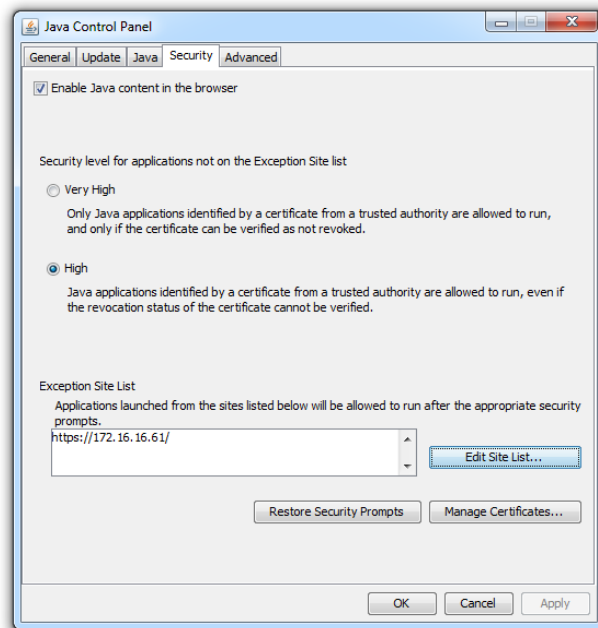 Java Control Panel
General Update Java Security Advanced
Enable Java content in the browser
Security level for applications not on the Exception Site list
Very High
Only Java applications identified by a certificate from a trusted authority are allowed to run,
and only if the certificate can be verified as not revoked.
High
Java applications identified by a certificate from a trusted authority are allowed to run, even if
the revocation status of the certificate cannot be verified.
Exception Site List
Applications launched from the sites listed below will be allowed to run after the appropriate security
prompts.
https://172.16.16.61/
Edit Site List...
Restore Security Prompts Manage Certificates...
OK Cancel Apply